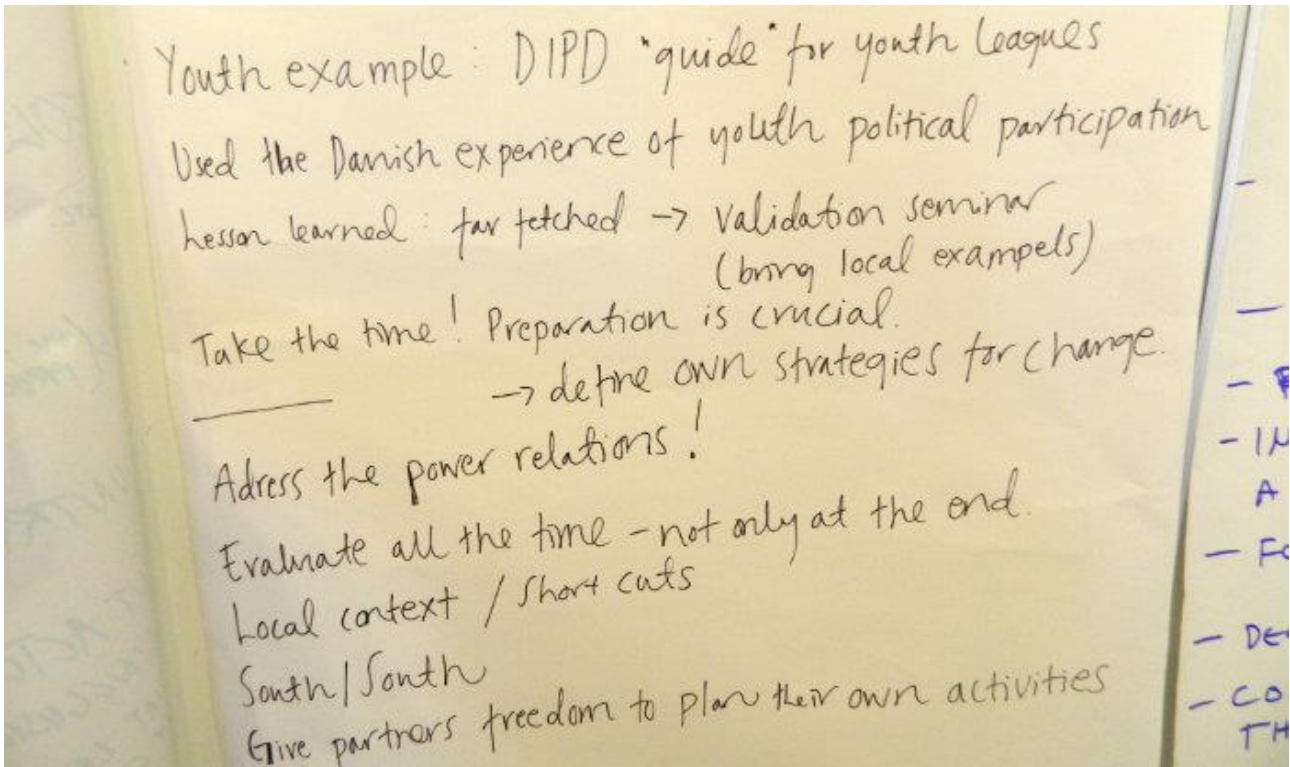 Youth example : DIPD "guide" for youth leagues
Used the Danish experience of youth political participation
Lesson learned : far fetched -> Validation seminar
(bring local exampels)
Take the time! Preparation is crucial.
-> define own strategies for change.
Adress the power relations!
Evaluate all the time - not only at the end.
Local context / short cuts
South/South
Give partners freedom to plan their own activities